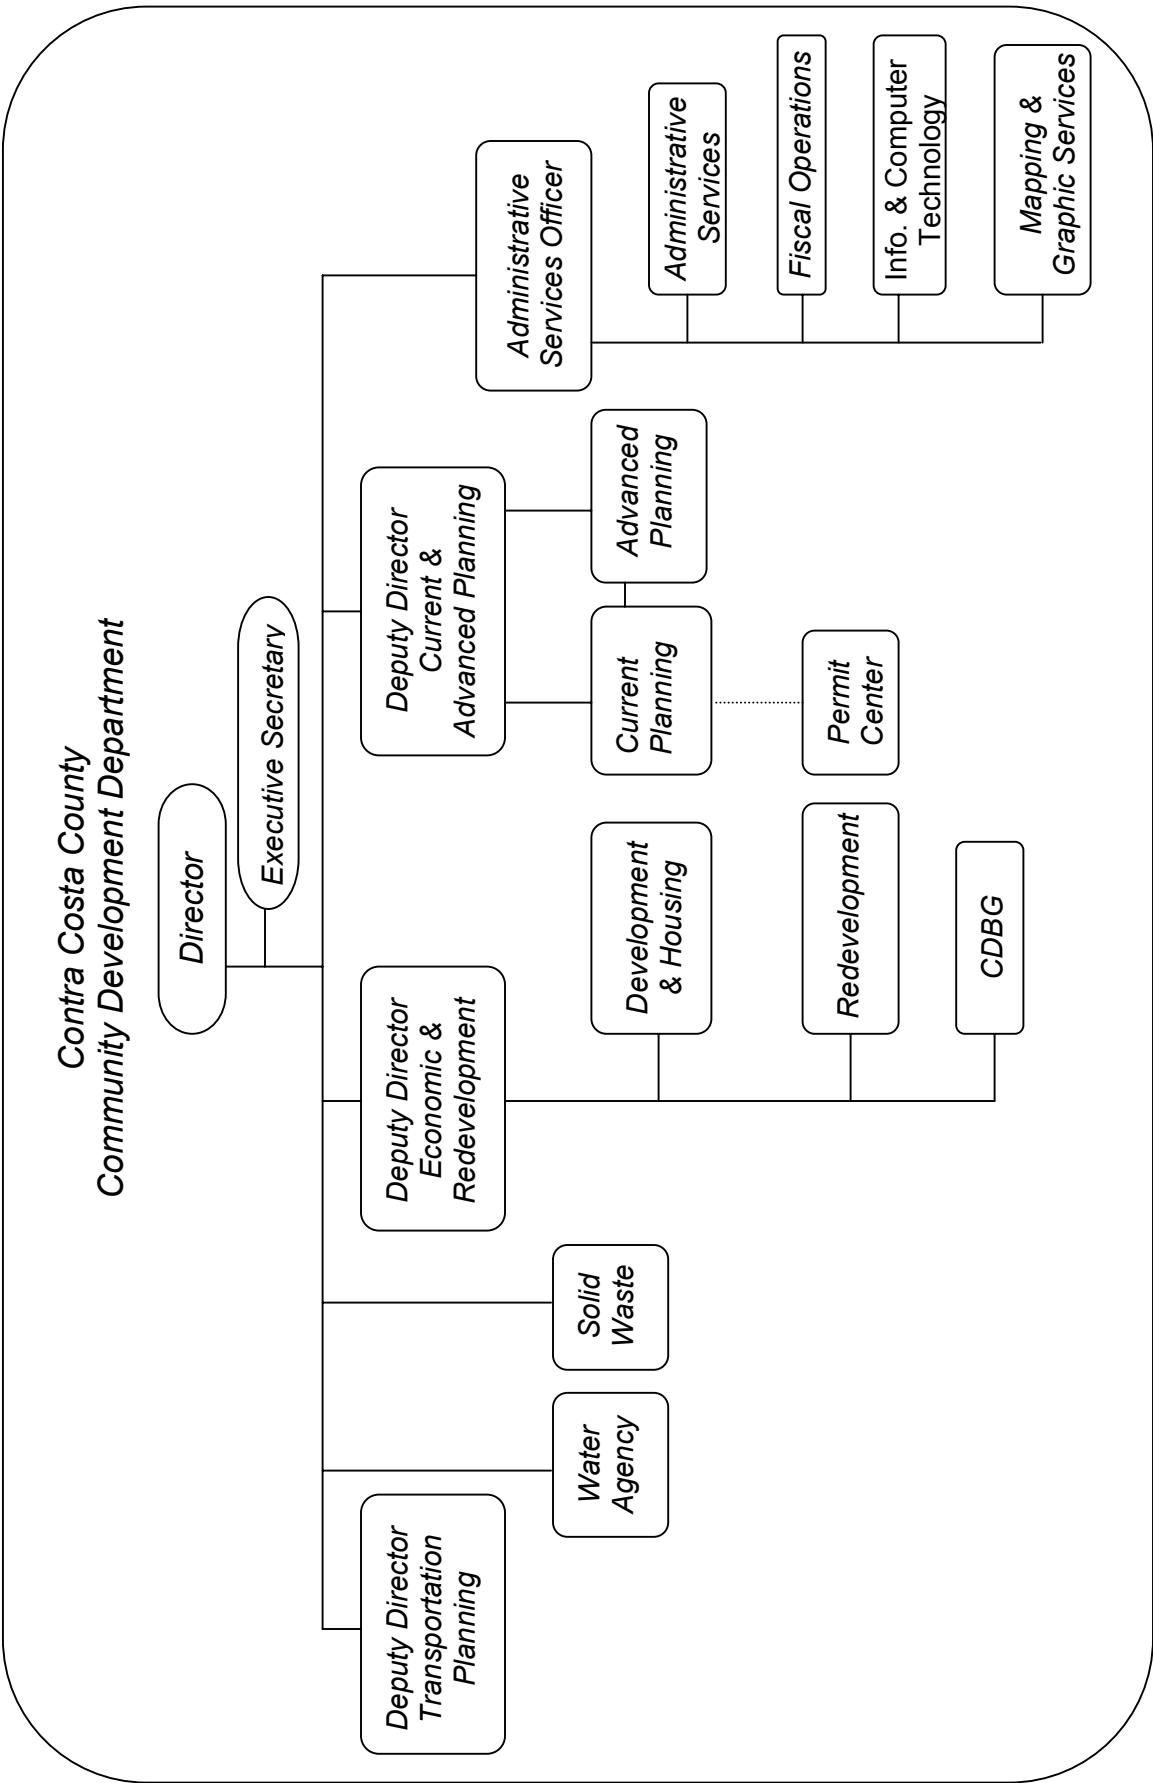 Contra Costa County
Community Development Department
Director
Executive Secretary
Deputy Director
Transportation
Planning
Water
Agency
Solid
Waste
Deputy Director
Economic &
Redevelopment
Development
& Housing
Redevelopment
CDBG
Deputy Director
Current &
Advanced Planning
Current
Planning
Advanced
Planning
Permit
Center
Administrative
Services Officer
Administrative
Services
Fiscal Operations
Info. & Computer
Technology
Mapping &
Graphic Services